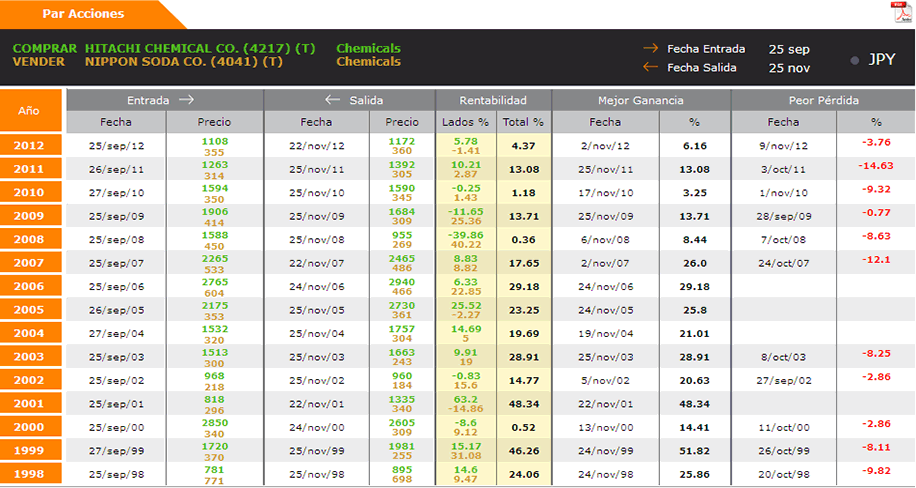 Par Acciones
COMPRAR HITACHI CHEMICAL CO. (4217) (T) Chemicals
VENDER NIPPON SODA CO. (4041) (T) Chemicals
→ Fecha Entrada 25 sep
← Fecha Salida 25 nov
JPY
Año Entrada → ← Salida Rentabilidad Mejor Ganancia Peor Pérdida
Fecha Precio Fecha Precio Lados % Total % Fecha % Fecha %
2012 25/sep/12 1108 355 22/nov/12 1172 360 5.78 -1.41 4.37 2/nov/12 6.16 9/nov/12 -3.76
2011 26/sep/11 1263 314 25/nov/11 1392 305 10.21 2.87 13.08 25/nov/11 13.08 3/oct/11 -14.63
2010 27/sep/10 1594 350 25/nov/10 1590 345 -0.25 1.43 1.18 17/nov/10 3.25 1/nov/10 -9.32
2009 25/sep/09 1906 414 25/nov/09 1684 309 -11.65 25.36 13.71 25/nov/09 13.71 28/sep/09 -0.77
2008 25/sep/08 1588 450 25/nov/08 955 269 -39.86 40.22 0.36 6/nov/08 8.44 7/oct/08 -8.63
2007 25/sep/07 2265 533 22/nov/07 2465 486 8.83 8.82 17.65 2/nov/07 26.0 24/oct/07 -12.1
2006 25/sep/06 2765 604 24/nov/06 2940 466 6.33 22.85 29.18 24/nov/06 29.18
2005 26/sep/05 2175 353 25/nov/05 2730 361 25.52 -2.27 23.25 24/nov/05 25.8
2004 27/sep/04 1532 320 25/nov/04 1757 304 14.69 5 19.69 19/nov/04 21.01
2003 25/sep/03 1513 300 25/nov/03 1663 243 9.91 19 28.91 25/nov/03 28.91 8/oct/03 -8.25
2002 25/sep/02 968 218 25/nov/02 960 184 -0.83 15.6 14.77 5/nov/02 20.63 27/sep/02 -2.86
2001 25/sep/01 818 296 22/nov/01 1335 340 63.2 -14.86 48.34 22/nov/01 48.34
2000 25/sep/00 2850 340 24/nov/00 2605 309 -8.6 9.12 0.52 13/nov/00 14.41 11/oct/00 -2.86
1999 27/sep/99 1720 370 25/nov/99 1981 255 15.17 31.08 46.26 24/nov/99 51.82 26/oct/99 -8.11
1998 25/sep/98 781 771 25/nov/98 895 698 14.6 9.47 24.06 24/nov/98 25.86 20/oct/98 -9.82